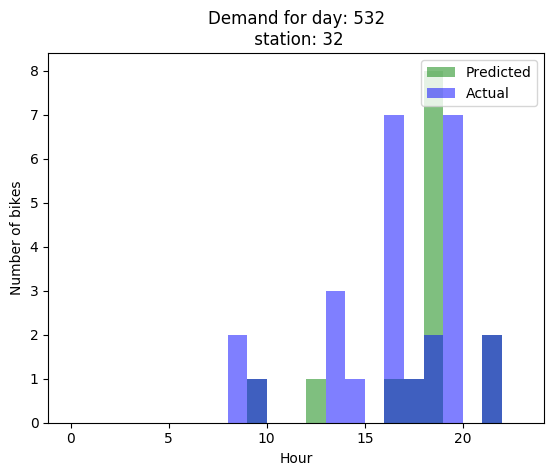 Demand for day: 532
station: 32
Predicted
Actual
Number of bikes
8
7
6
5
4
3
2
1
0
0 5 10 15 20
Hour